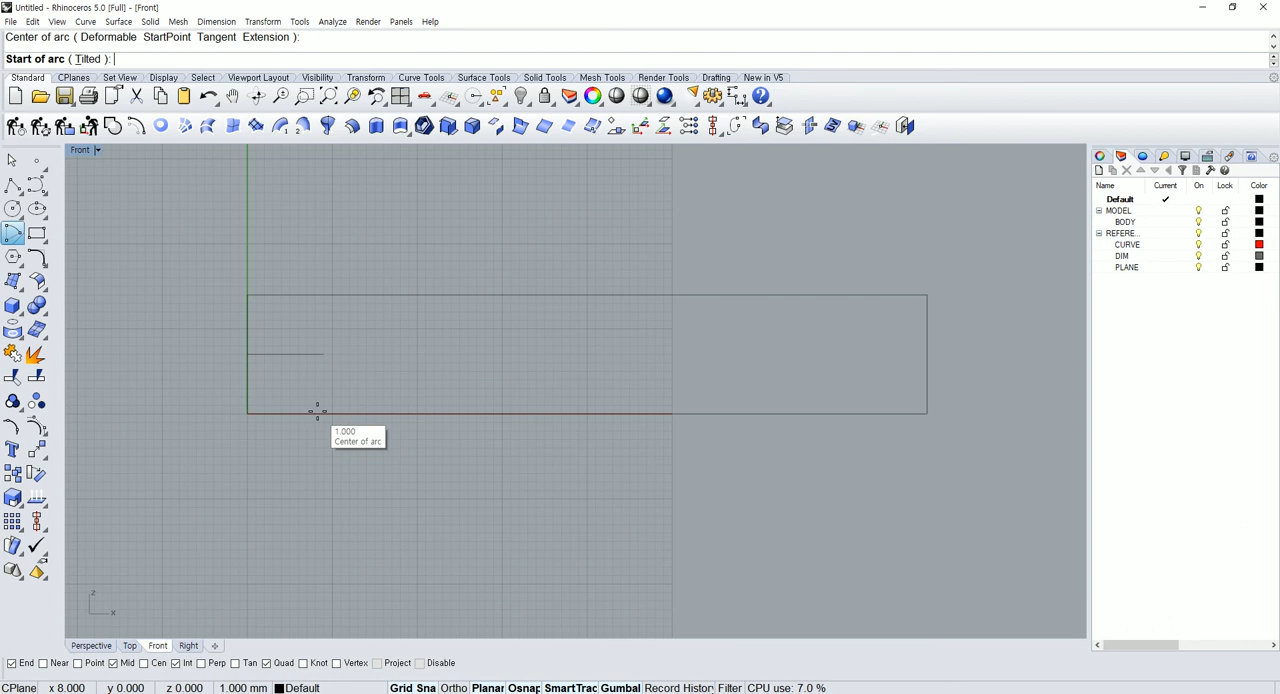 Untitled - Rhinoceros 5.0 [Full] - [Front]
File Edit View Curve Surface Solid Mesh Dimension Transform Tools Analyze Render Panels Help
Center of arc ( Deformable StartPoint Tangent Extension ):
Start of arc ( Tilted ):
Standard CPlanes Set View Display Select Viewport Layout Visibility Transform Curve Tools Surface Tools Solid Tools Mesh Tools Render Tools Drafting New in V5
Front
Name Current On Lock Color
Default
MODEL
BODY
REFERE...
CURVE
DIM
PLANE
1.000
Center of arc
z
x
Perspective Top Front Right
End Near Point Mid Cen Int Perp Tan Quad Knot Vertex Project Disable
CPlane x 8.000 y 0.000 z 0.000 1.000 mm Default Grid Sna Ortho Planar Osnap SmartTrac Gumball Record History Filter CPU use: 7.0 %